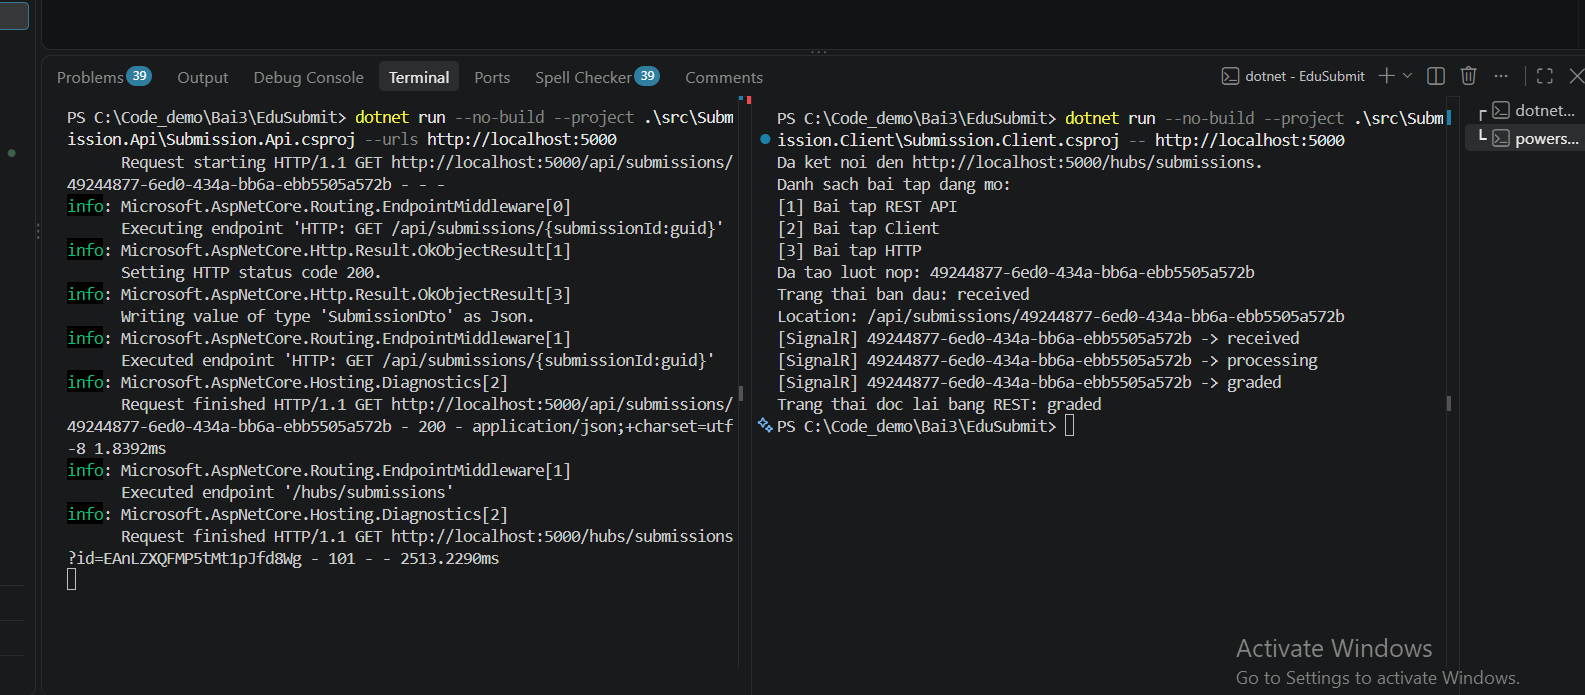 Problems 39 Output Debug Console Terminal Ports Spell Checker 39 Comments
dotnet - EduSubmit
PS C:\Code_demo\Bai3\EduSubmit> dotnet run --no-build --project .\src\Subm
ission.Api\Submission.Api.csproj --urls http://localhost:5000
Request starting HTTP/1.1 GET http://localhost:5000/api/submissions/
49244877-6ed0-434a-bb6a-ebb5505a572b - - -
info: Microsoft.AspNetCore.Routing.EndpointMiddleware[0]
Executing endpoint 'HTTP: GET /api/submissions/{submissionId:guid}'
info: Microsoft.AspNetCore.Http.Result.OkObjectResult[1]
Setting HTTP status code 200.
info: Microsoft.AspNetCore.Http.Result.OkObjectResult[3]
Writing value of type 'SubmissionDto' as Json.
info: Microsoft.AspNetCore.Routing.EndpointMiddleware[1]
Executed endpoint 'HTTP: GET /api/submissions/{submissionId:guid}'
info: Microsoft.AspNetCore.Hosting.Diagnostics[2]
Request finished HTTP/1.1 GET http://localhost:5000/api/submissions/
49244877-6ed0-434a-bb6a-ebb5505a572b - 200 - application/json;+charset=utf
-8 1.8392ms
info: Microsoft.AspNetCore.Routing.EndpointMiddleware[1]
Executed endpoint '/hubs/submissions'
info: Microsoft.AspNetCore.Hosting.Diagnostics[2]
Request finished HTTP/1.1 GET http://localhost:5000/hubs/submissions
?id=EAnLZXQFMP5tMt1pJfd8Wg - 101 - - 2513.2290ms
PS C:\Code_demo\Bai3\EduSubmit> dotnet run --no-build --project .\src\Subm
ission.Client\Submission.Client.csproj -- http://localhost:5000
Da ket noi den http://localhost:5000/hubs/submissions.
Danh sach bai tap dang mo:
[1] Bai tap REST API
[2] Bai tap Client
[3] Bai tap HTTP
Da tao luot nop: 49244877-6ed0-434a-bb6a-ebb5505a572b
Trang thai ban dau: received
Location: /api/submissions/49244877-6ed0-434a-bb6a-ebb5505a572b
[SignalR] 49244877-6ed0-434a-bb6a-ebb5505a572b -> received
[SignalR] 49244877-6ed0-434a-bb6a-ebb5505a572b -> processing
[SignalR] 49244877-6ed0-434a-bb6a-ebb5505a572b -> graded
Trang thai doc lai bang REST: graded
PS C:\Code_demo\Bai3\EduSubmit>
dotnet...
powers...
Activate Windows
Go to Settings to activate Windows.